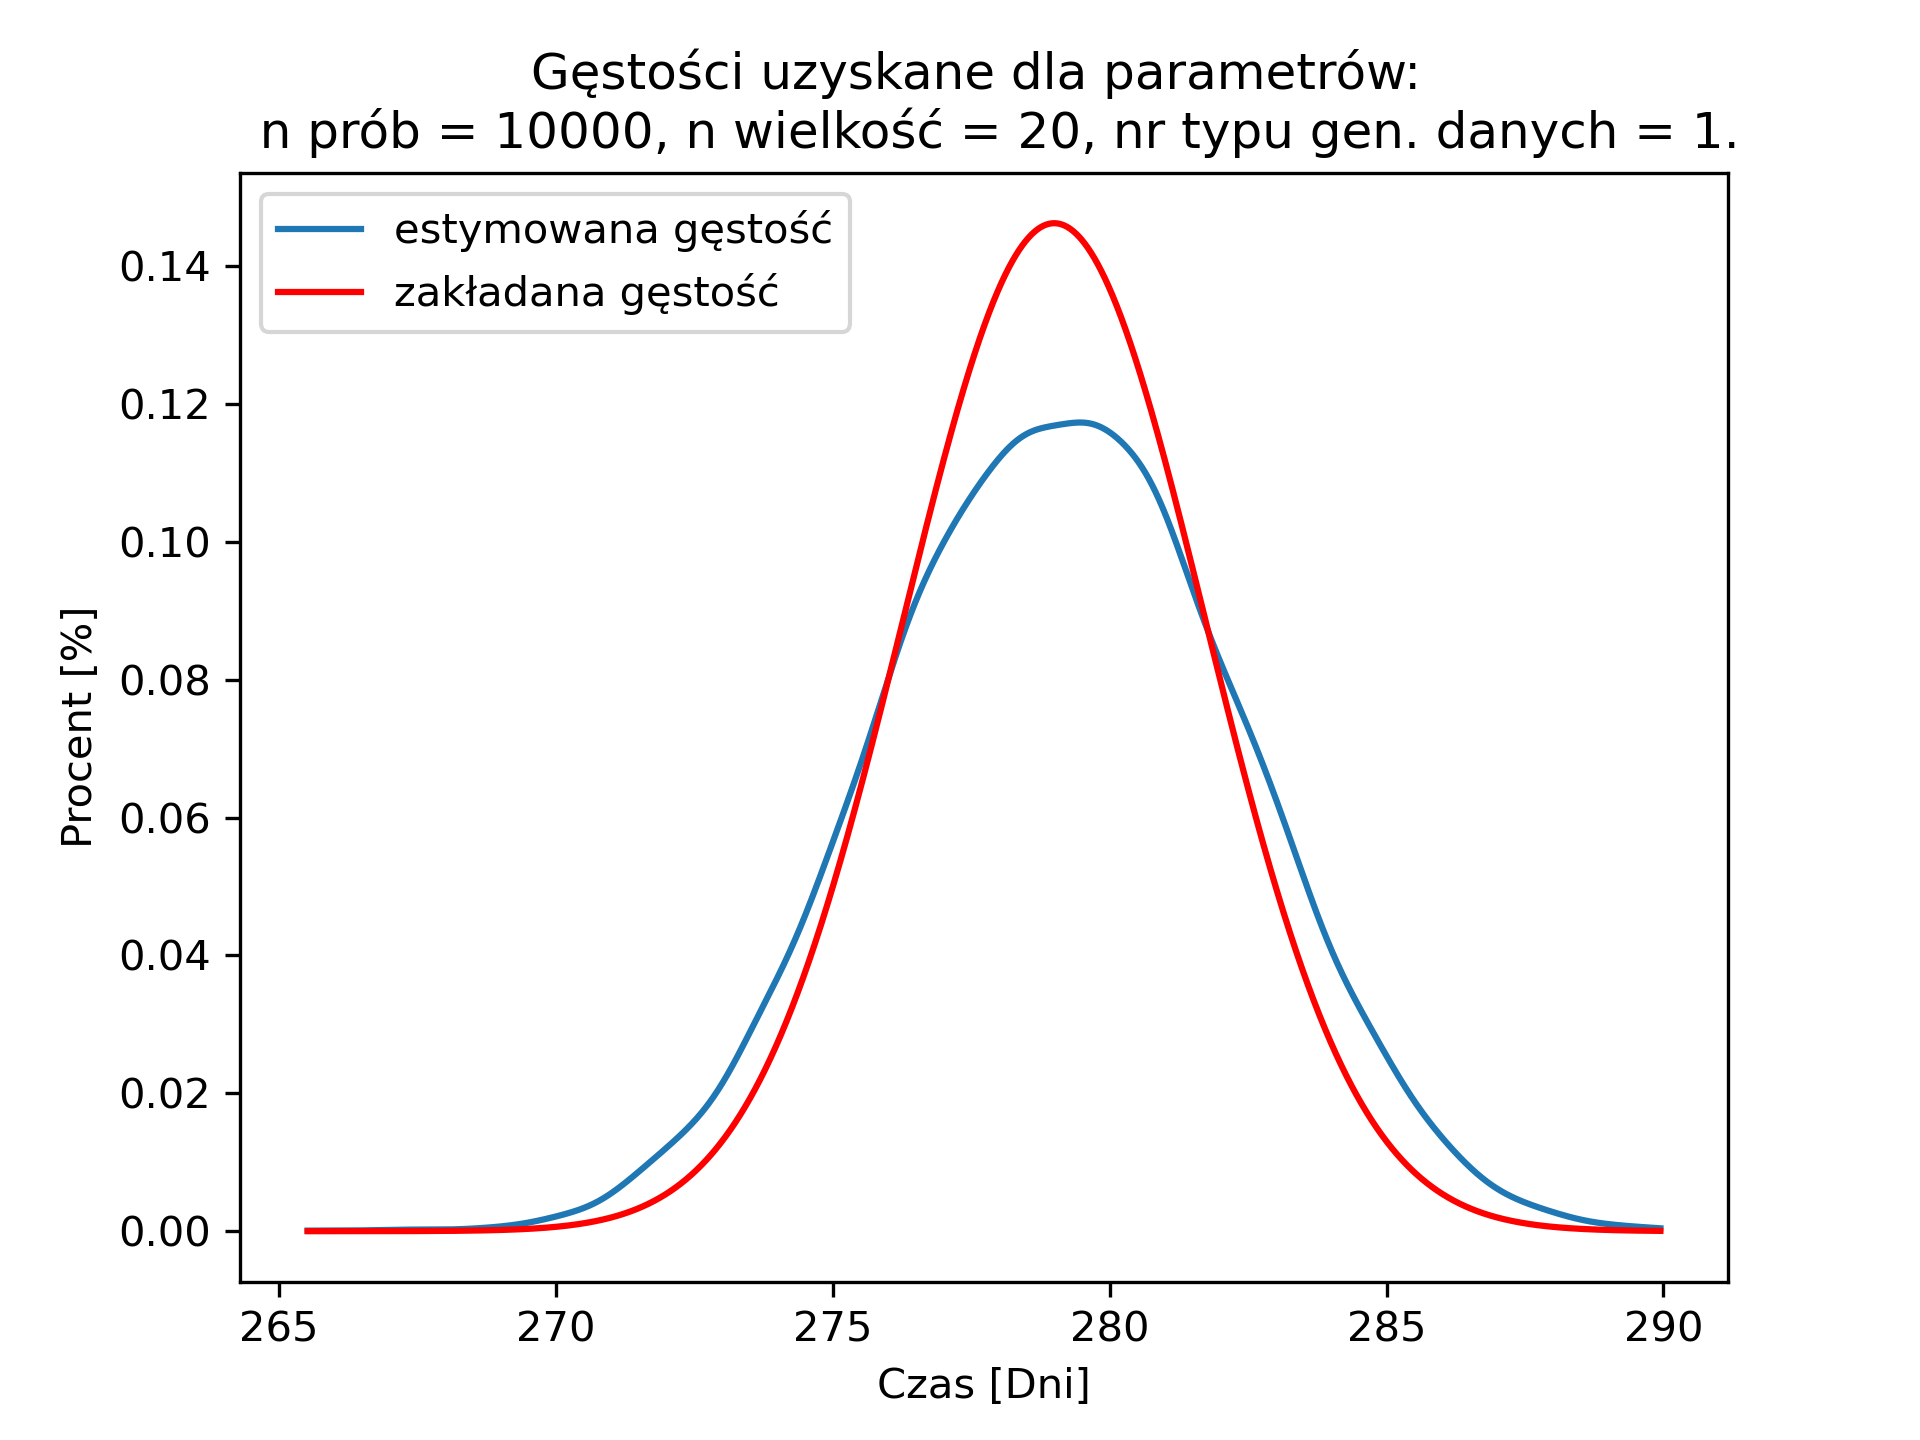 Gęstości uzyskane dla parametrów:
n prób = 10000, n wielkość = 20, nr typu gen. danych = 1.
estymowana gęstość
zakładana gęstość
0.14
0.12
0.10
0.08
0.06
0.04
0.02
0.00
Procent [%]
265 270 275 280 285 290
Czas [Dni]